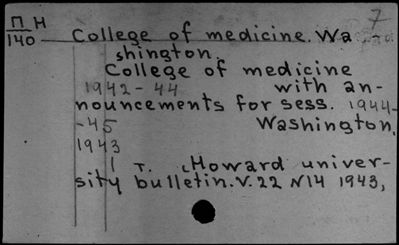 П Н 7
140 College of medicine. Wa-
shington.
College of medicine
1942-44 with an-
nouncements for sess. 1944-
-45 Washington,
1943
1 т. (Howard univer-
sity bulletin. V. 22 N14 1943,